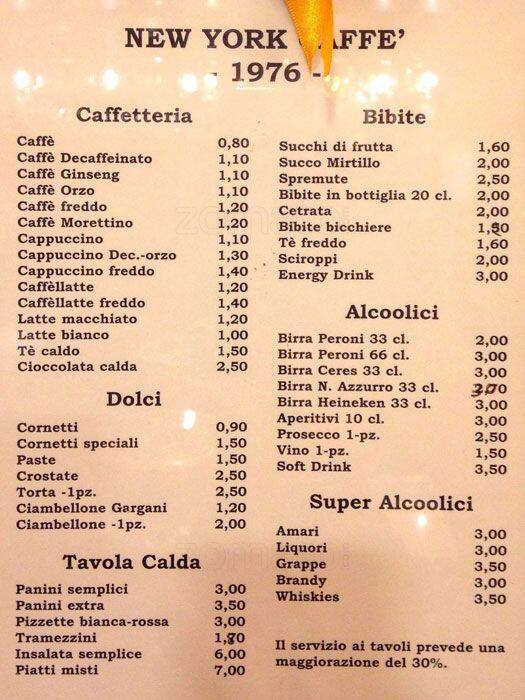 NEW YORK CAFFE'
- 1976 -
Caffetteria
Caffè 0,80
Caffè Decaffeinato 1,10
Caffè Ginseng 1,10
Caffè Orzo 1,10
Caffè freddo 1,20
Caffè Morettino 1,20
Cappuccino 1,10
Cappuccino Dec.-orzo 1,30
Cappuccino freddo 1,40
Caffèllatte 1,20
Caffèllatte freddo 1,40
Latte macchiato 1,20
Latte bianco 1,00
Tè caldo 1,50
Cioccolata calda 2,50
Dolci
Cornetti 0,90
Cornetti speciali 1,50
Paste 1,50
Crostate 2,50
Torta -1pz. 2,50
Ciambellone Gargani 1,20
Ciambellone -1pz. 2,00
Tavola Calda
Panini semplici 3,00
Panini extra 3,50
Pizzette bianca-rossa 3,00
Tramezzini
Insalata semplice 6,00
Piatti misti 7,00
Bibite
Succhi di frutta 1,60
Succo Mirtillo 2,00
Spremute 2,50
Bibite in bottiglia 20 cl. 2,00
Cetrata 2,00
Bibite bicchiere
Tè freddo 1,60
Sciroppi 2,00
Energy Drink 3,00
Alcoolici
Birra Peroni 33 cl. 2,00
Birra Peroni 66 cl. 3,00
Birra Ceres 33 cl. 3,00
Birra N. Azzurro 33 cl.
Birra Heineken 33 cl. 3,00
Aperitivi 10 cl. 3,00
Prosecco 1-pz. 2,50
Vino 1-pz. 1,50
Soft Drink 3,50
Super Alcoolici
Amari 3,00
Liquori 3,00
Grappe 3,50
Brandy 3,00
Whiskies 3,50
Il servizio ai tavoli prevede una
maggiorazione del 30%.